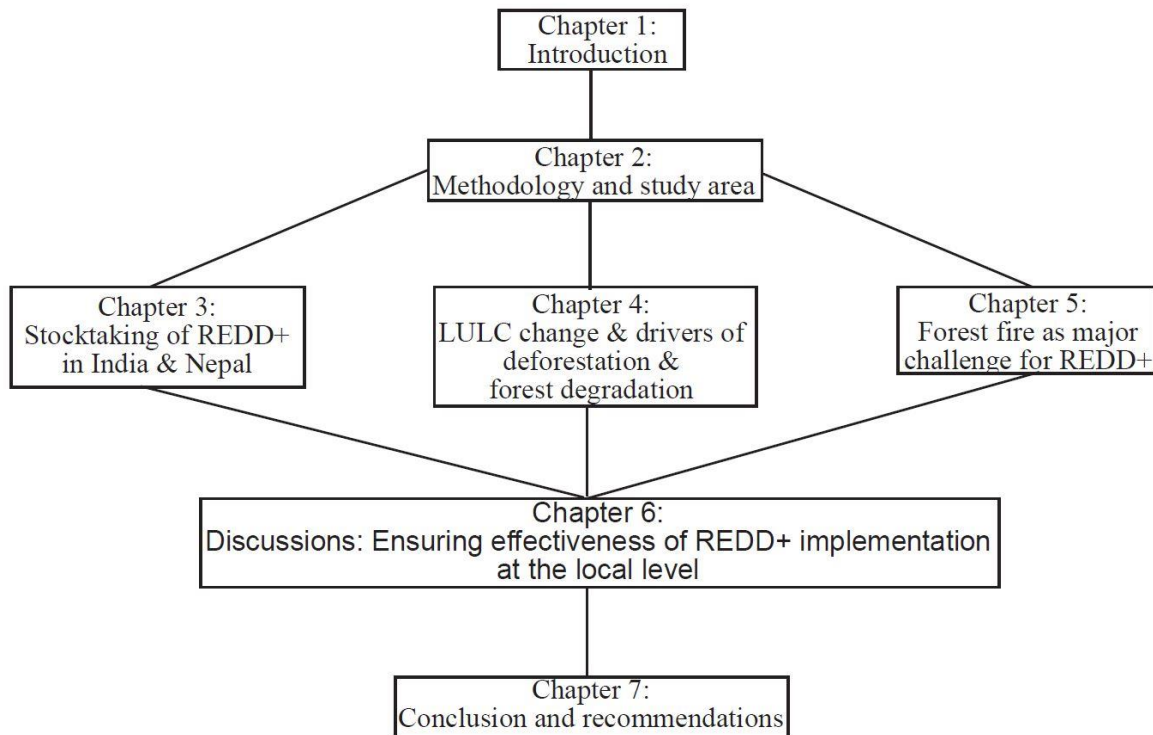 Chapter 1:
Introduction
Chapter 2:
Methodology and study area
Chapter 3:
Stocktaking of REDD+
in India & Nepal
Chapter 4:
LULC change & drivers of
deforestation &
forest degradation
Chapter 5:
Forest fire as major
challenge for REDD+
Chapter 6:
Discussions: Ensuring effectiveness of REDD+ implementation
at the local level
Chapter 7:
Conclusion and recommendations